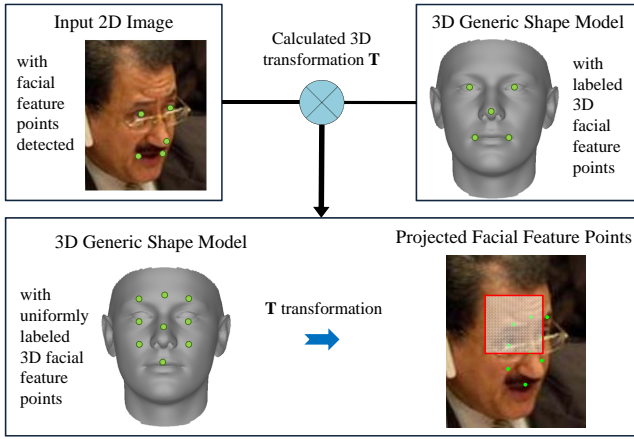 Input 2D Image
with
facial
feature
points
detected
Calculated 3D
transformation T
3D Generic Shape Model
with
labeled
3D
facial
feature
points
3D Generic Shape Model
with
uniformly
labeled
3D facial
feature
points
T transformation
Projected Facial Feature Points